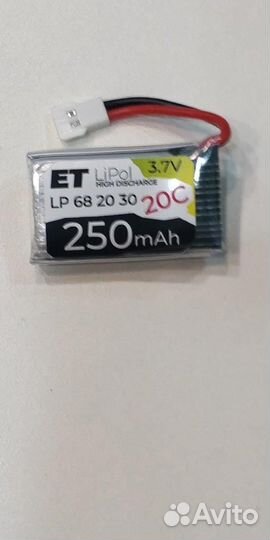 ET LiPol 3.7V
HIGH DISCHARGE
LP 68 20 30 20C
250mAh
Avito